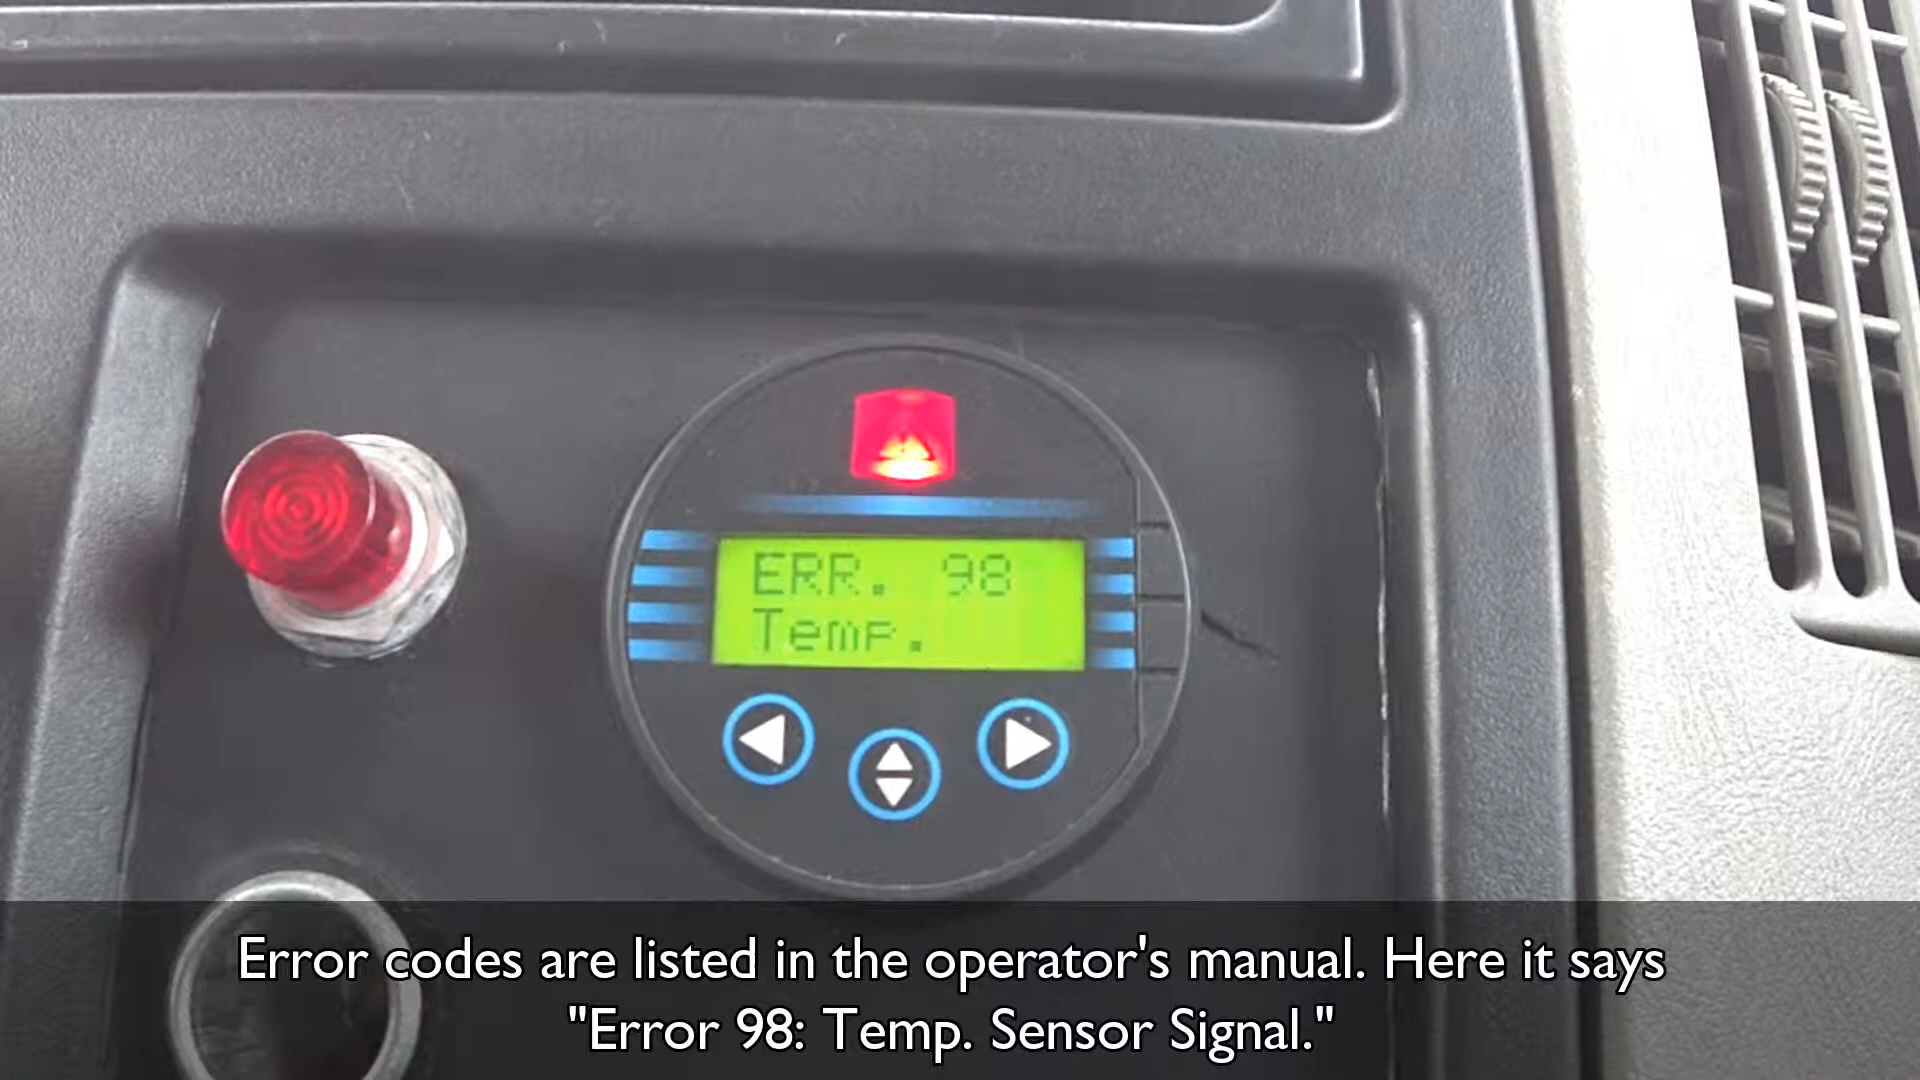 ERR. 98
Temp.
Error codes are listed in the operator's manual. Here it says
"Error 98: Temp. Sensor Signal."